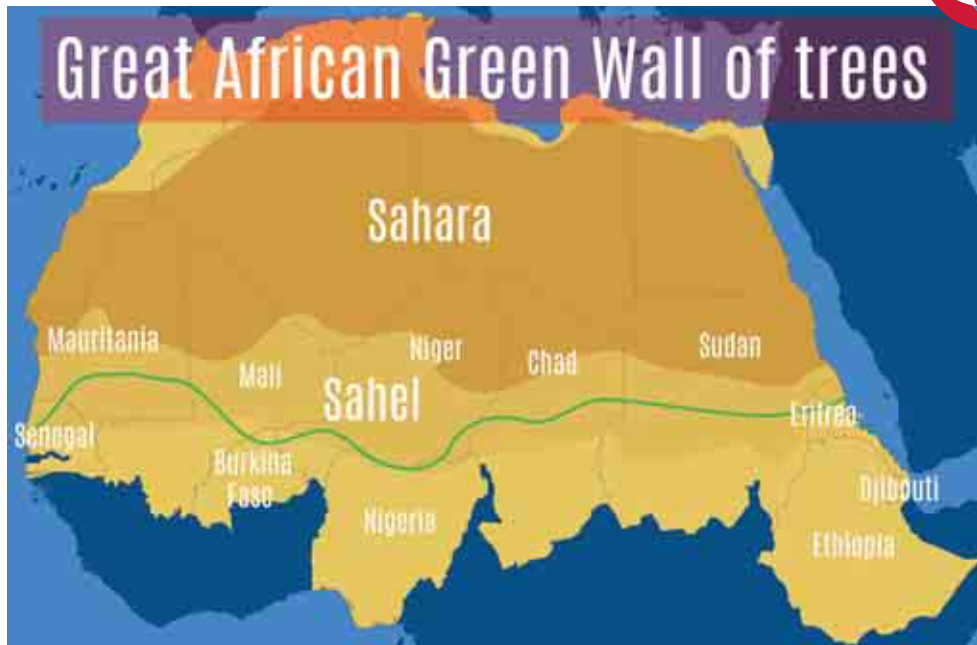 Great African Green Wall of trees
Sahara
Mauritania
Niger
Sudan
Chad
Mali
Sahel
Eritrea
Senegal
Burkina
Faso
Djibouti
Nigeria
Ethiopia